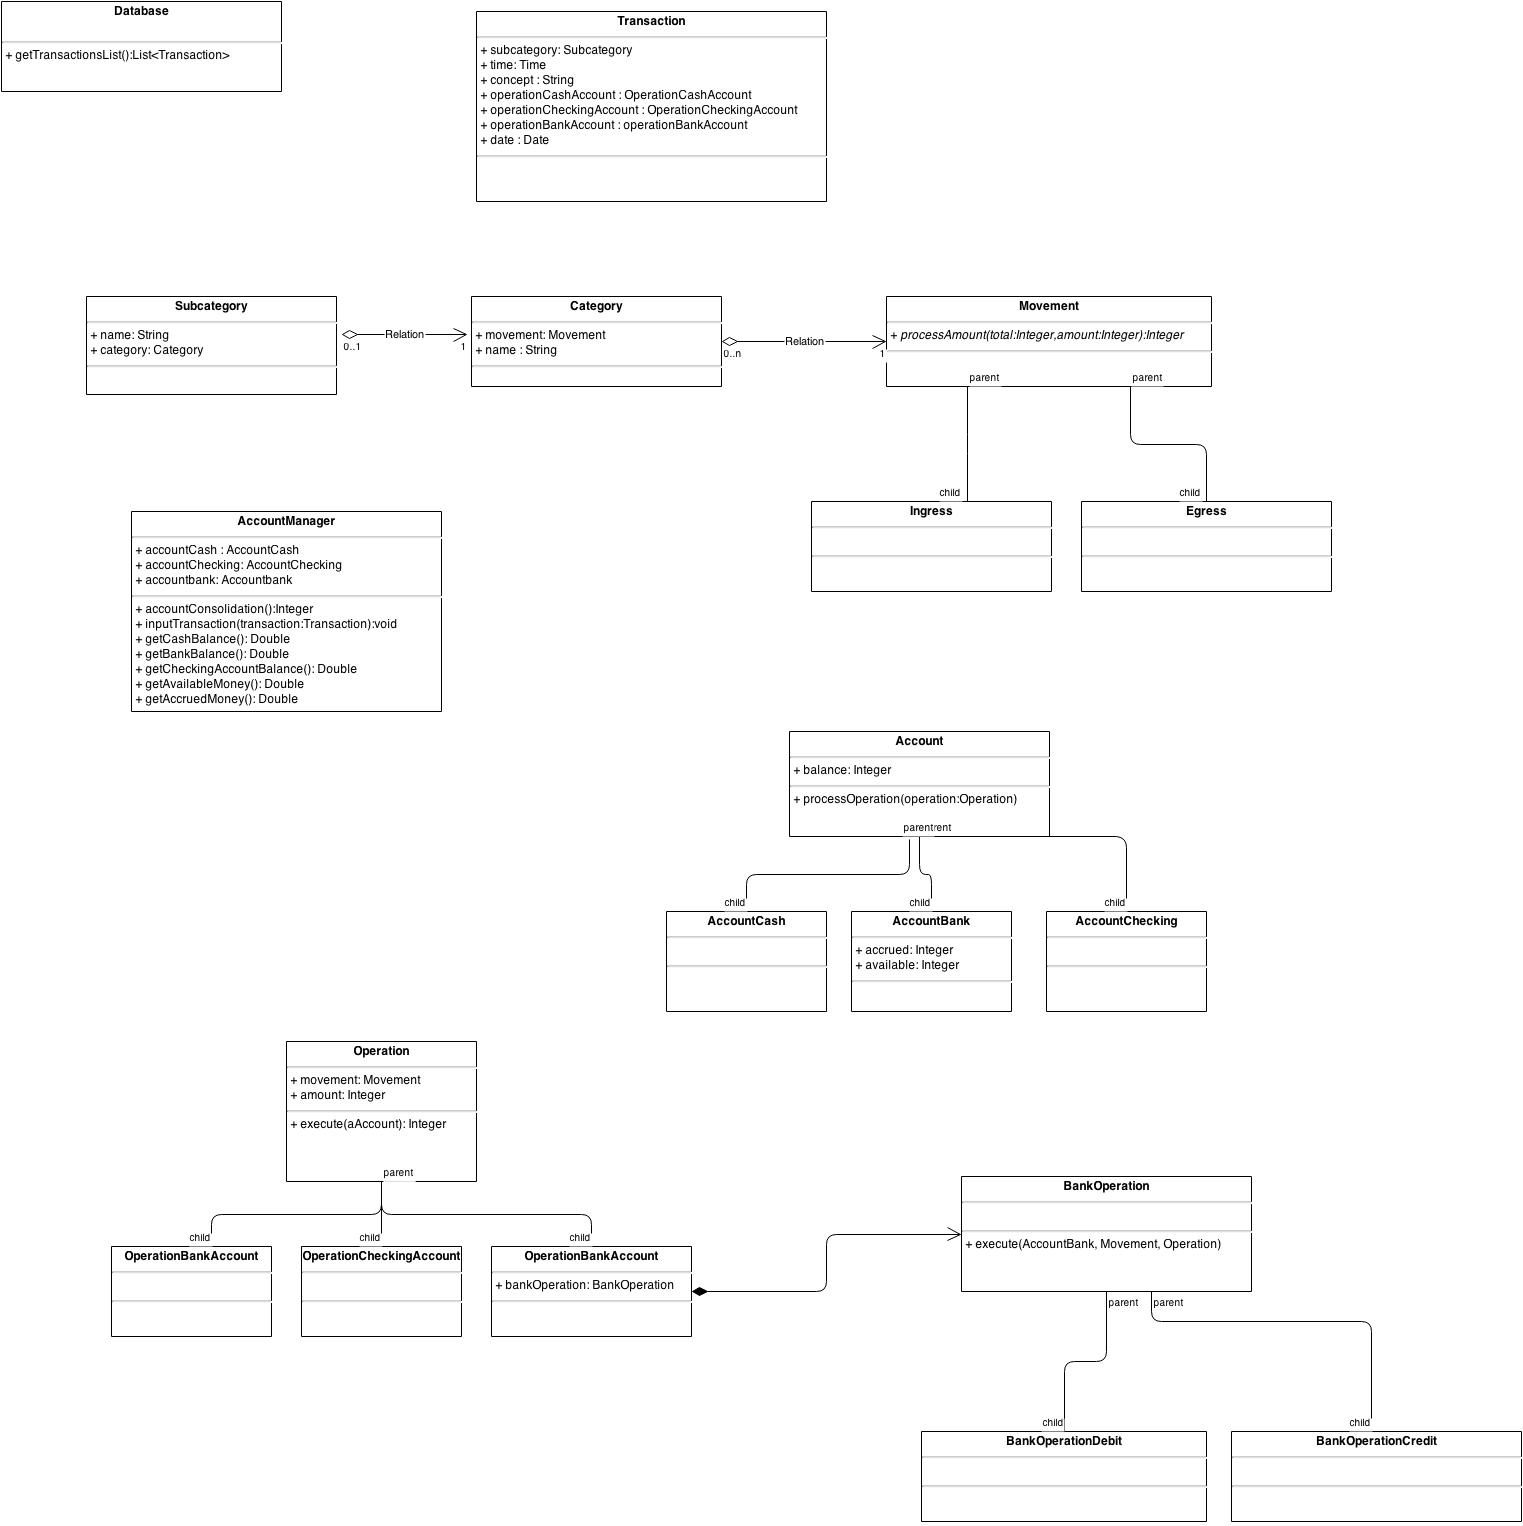 Database
+ getTransactionsList():List<Transaction>
Transaction
+ subcategory: Subcategory
+ time: Time
+ concept : String
+ operationCashAccount : OperationCashAccount
+ operationCheckingAccount : OperationCheckingAccount
+ operationBankAccount : operationBankAccount
+ date : Date
Subcategory
+ name: String
+ category: Category
0..1
Relation
1
Category
+ movement: Movement
+ name : String
0..n
Relation
1
Movement
+ processAmount(total:Integer,amount:Integer):Integer
parent
parent
child
child
Ingress
Egress
AccountManager
+ accountCash : AccountCash
+ accountChecking: AccountChecking
+ accountbank: Accountbank
+ accountConsolidation():Integer
+ inputTransaction(transaction:Transaction):void
+ getCashBalance(): Double
+ getBankBalance(): Double
+ getCheckingAccountBalance(): Double
+ getAvailableMoney(): Double
+ getAccruedMoney(): Double
Account
+ balance: Integer
+ processOperation(operation:Operation)
parentrent
child
child
child
AccountCash
AccountBank
+ accrued: Integer
+ available: Integer
AccountChecking
Operation
+ movement: Movement
+ amount: Integer
+ execute(aAccount): Integer
parent
child
child
child
OperationBankAccount
OperationCheckingAccount
OperationBankAccount
+ bankOperation: BankOperation
BankOperation
+ execute(AccountBank, Movement, Operation)
parent
parent
child
child
BankOperationDebit
BankOperationCredit